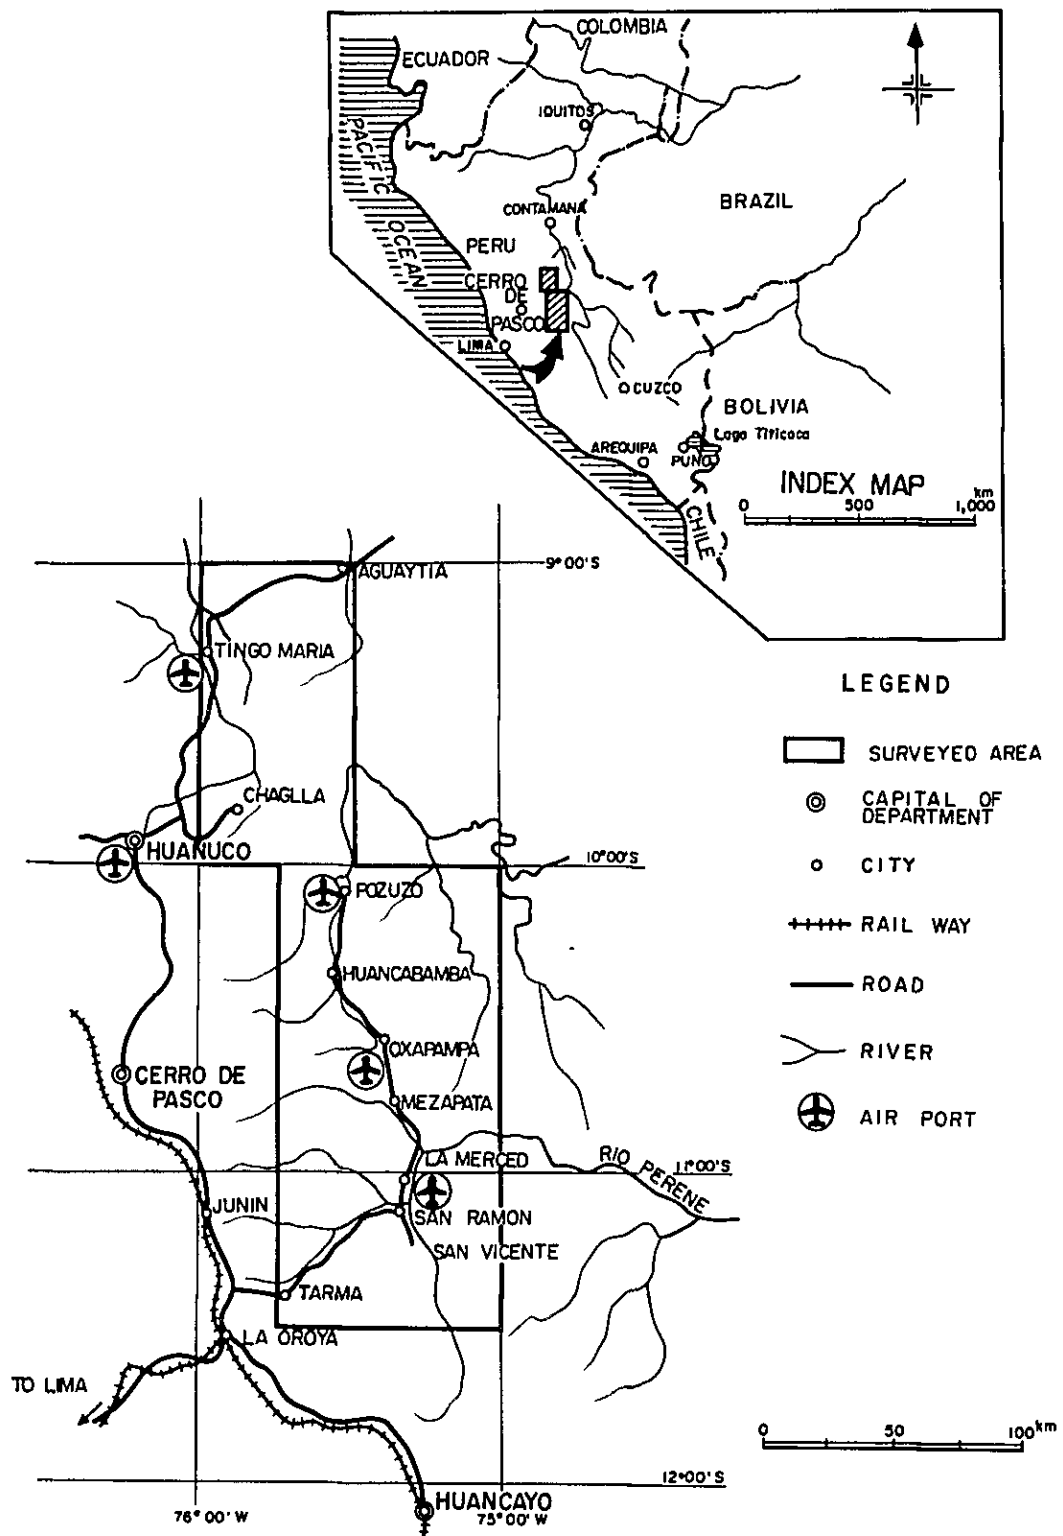 COLOMBIA
ECUADOR
IQUITOS
PACIFIC OCEAN
BRAZIL
CONTAMANA
PERU
CERRO
DE
PASCO
LIMA
CUZCO
BOLIVIA
Lago Titicaca
AREQUIPA
PUNO
INDEX MAP
CHILE
km
0 500 1,000
9°00'S
AGUAYTIA
TINGO MARIA
LEGEND
SURVEYED AREA
CHAGLLA
CAPITAL OF
DEPARTMENT
HUANUCO
10°00'S
CITY
POZUZO
RAIL WAY
HUANCABAMBA
ROAD
OXAPAMPA
RIVER
CERRO DE
PASCO
MEZAPATA
AIR PORT
LA MERCED
RIO PERENE
11°00'S
JUNIN
SAN RAMON
SAN VICENTE
TARMA
LA OROYA
TO LIMA
0 50 100km
12°00'S
HUANCAYO
76°00'W
75°00'W